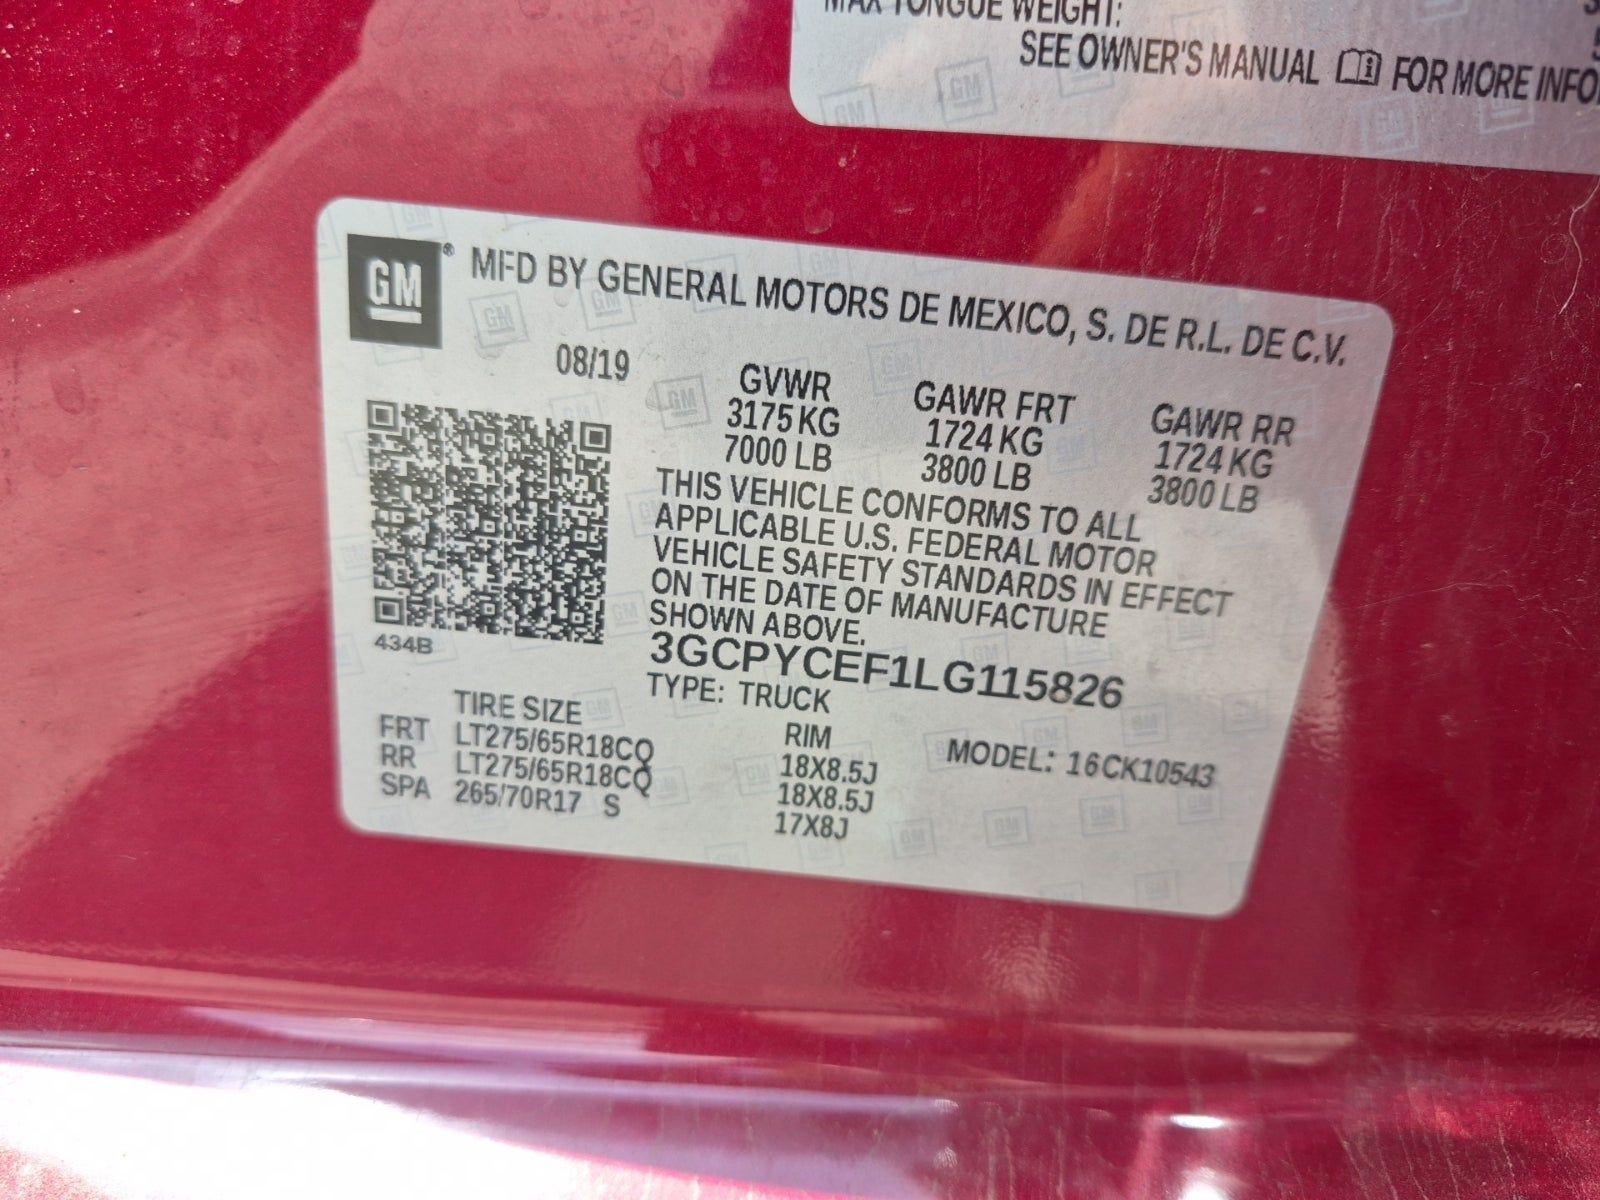 MAX TONGUE WEIGHT:
SEE OWNER'S MANUAL FOR MORE
GM® MFD BY GENERAL MOTORS DE MEXICO, S. DE R.L. DE C.V.
08/19
GVWR GAWR FRT GAWR RR
3175 KG 1724 KG 1724 KG
7000 LB 3800 LB 3800 LB
THIS VEHICLE CONFORMS TO ALL
APPLICABLE U.S. FEDERAL MOTOR
VEHICLE SAFETY STANDARDS IN EFFECT
ON THE DATE OF MANUFACTURE
SHOWN ABOVE.
434B
3GCPYCEF1LG115826
TYPE: TRUCK
TIRE SIZE RIM MODEL: 16CK10543
FRT LT275/65R18CQ 18X8.5J
RR LT275/65R18CQ 18X8.5J
SPA 265/70R17 S 17X8J